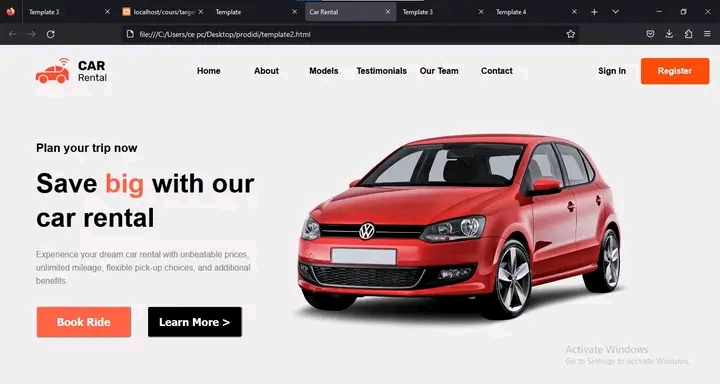 Template 3
localhost/cours/target
Template
Car Rental
Template 3
Template 4
file:///C:/Users/ce pc/Desktop/prodidi/template2.html
CAR
Rental
Home About Models Testimonials Our Team Contact
Sign In Register
Plan your trip now
Save big with our
car rental
Experience your dream car rental with unbeatable prices,
unlimited mileage, flexible pick-up choices, and additional
benefits.
Book Ride Learn More >
Activate Windows
Go to Settings to activate Windows.